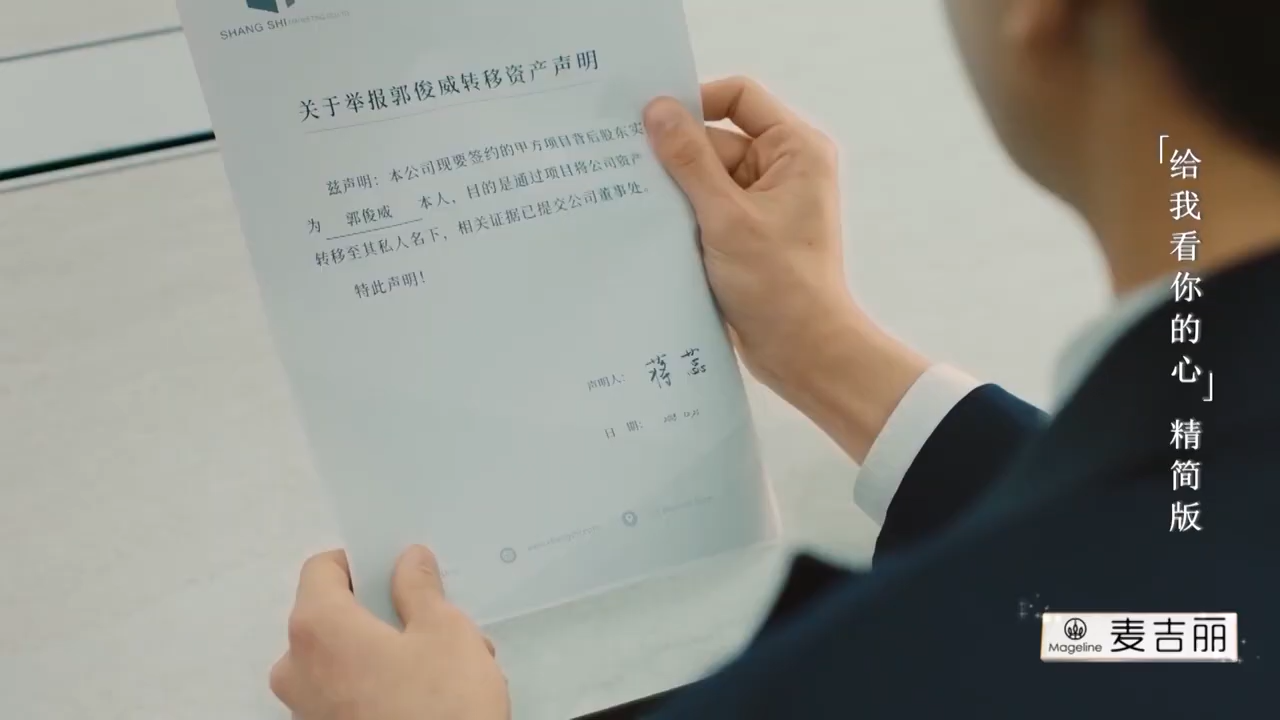 SHANG SHI
关于举报郭俊威转移资产声明
兹声明：本公司现要签约的甲方项目背后股东实
为 郭俊威 本人，目的是通过项目将公司资产
转移至其私人名下，相关证据已提交公司董事处。
特此声明！
声明人：蒋蕊
日 期：
「给我看你的心」精简版
Mageline 麦吉丽